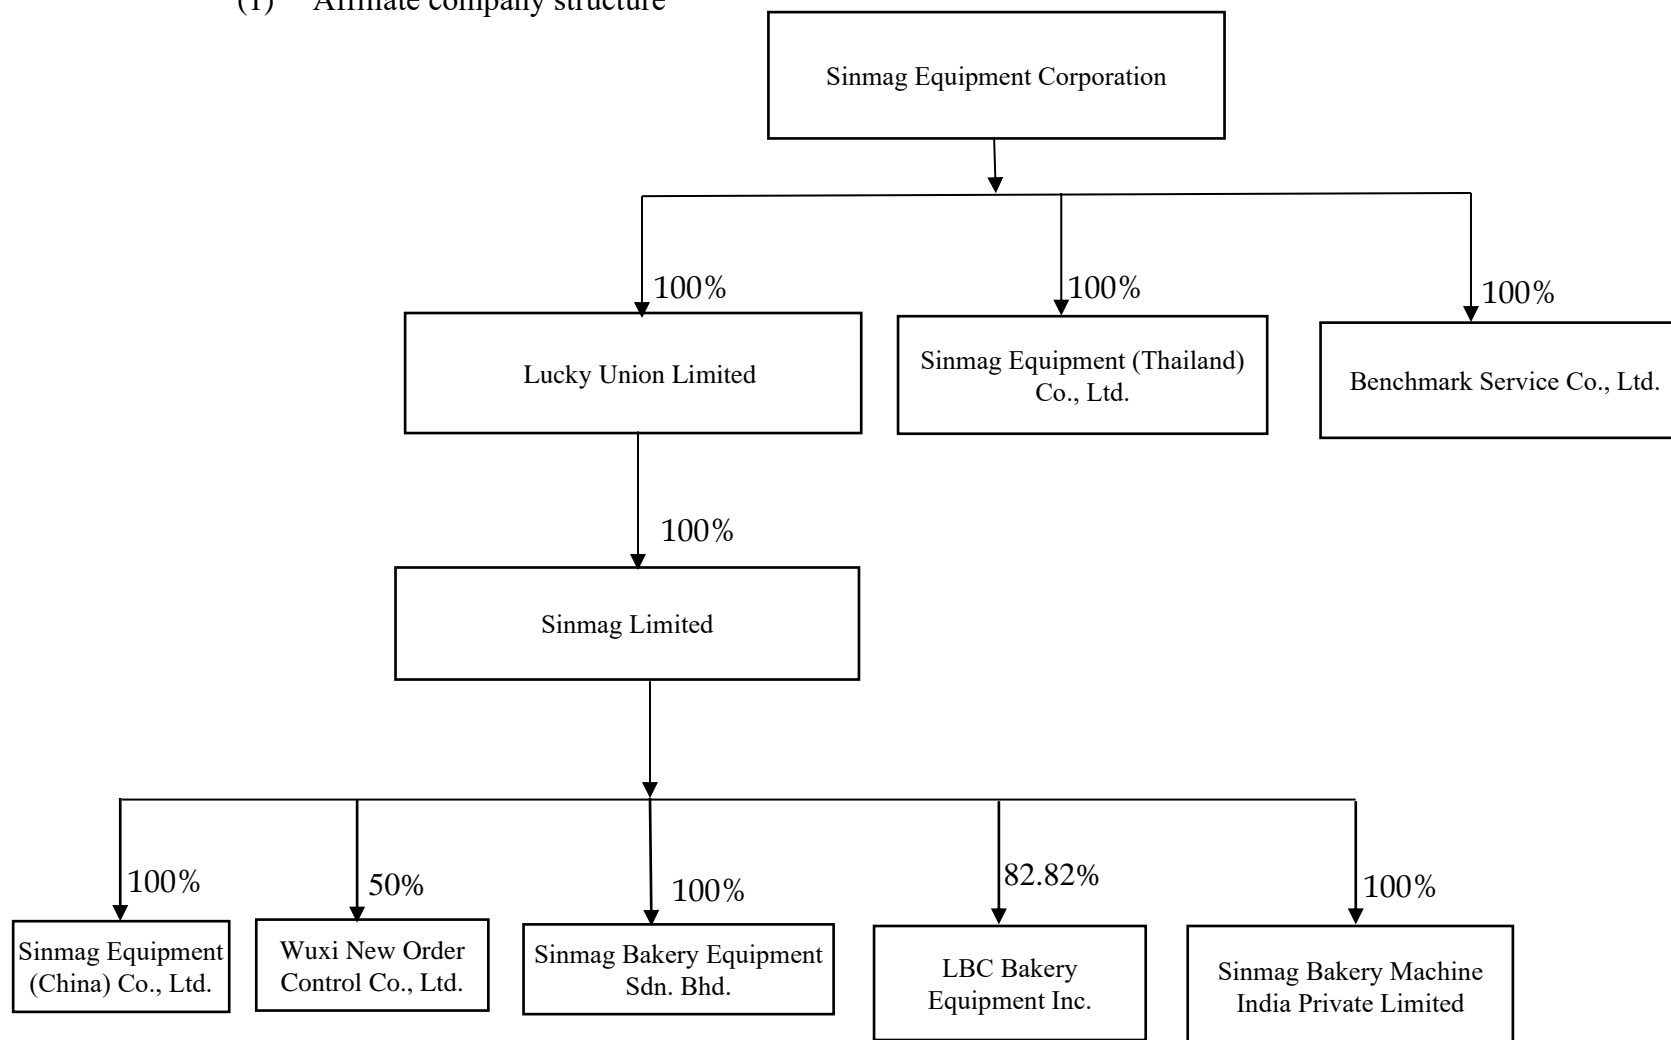 (1) Affiliate company structure
Sinmag Equipment Corporation
100%
100%
100%
Lucky Union Limited
Sinmag Equipment (Thailand)
Co., Ltd.
Benchmark Service Co., Ltd.
100%
Sinmag Limited
100%
50%
100%
82.82%
100%
Sinmag Equipment
(China) Co., Ltd.
Wuxi New Order
Control Co., Ltd.
Sinmag Bakery Equipment
Sdn. Bhd.
LBC Bakery
Equipment Inc.
Sinmag Bakery Machine
India Private Limited